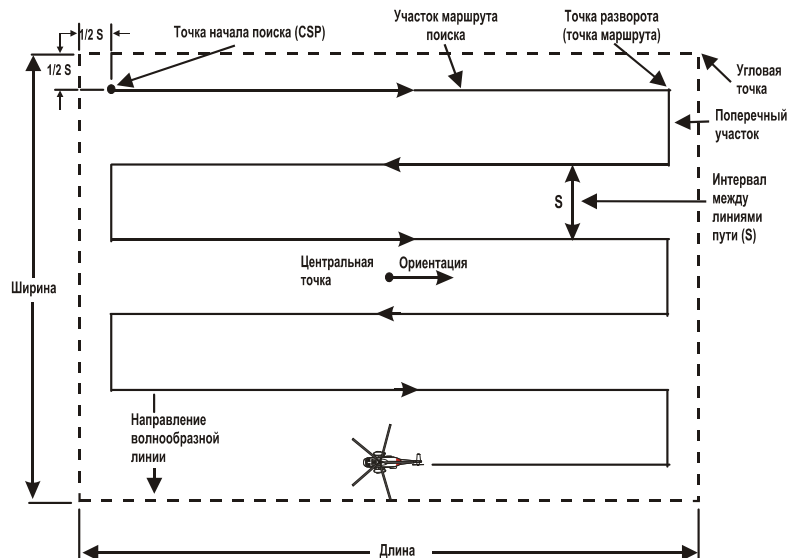 1/2 S
Точка начала поиска (CSP)
Участок маршрута
поиска
Точка разворота
(точка маршрута)
1/2 S
Угловая
точка
Поперечный
участок
S
Интервал
между
линиями
пути (S)
Центральная
точка
Ориентация
Ширина
Направление
волнообразной
линии
Длина